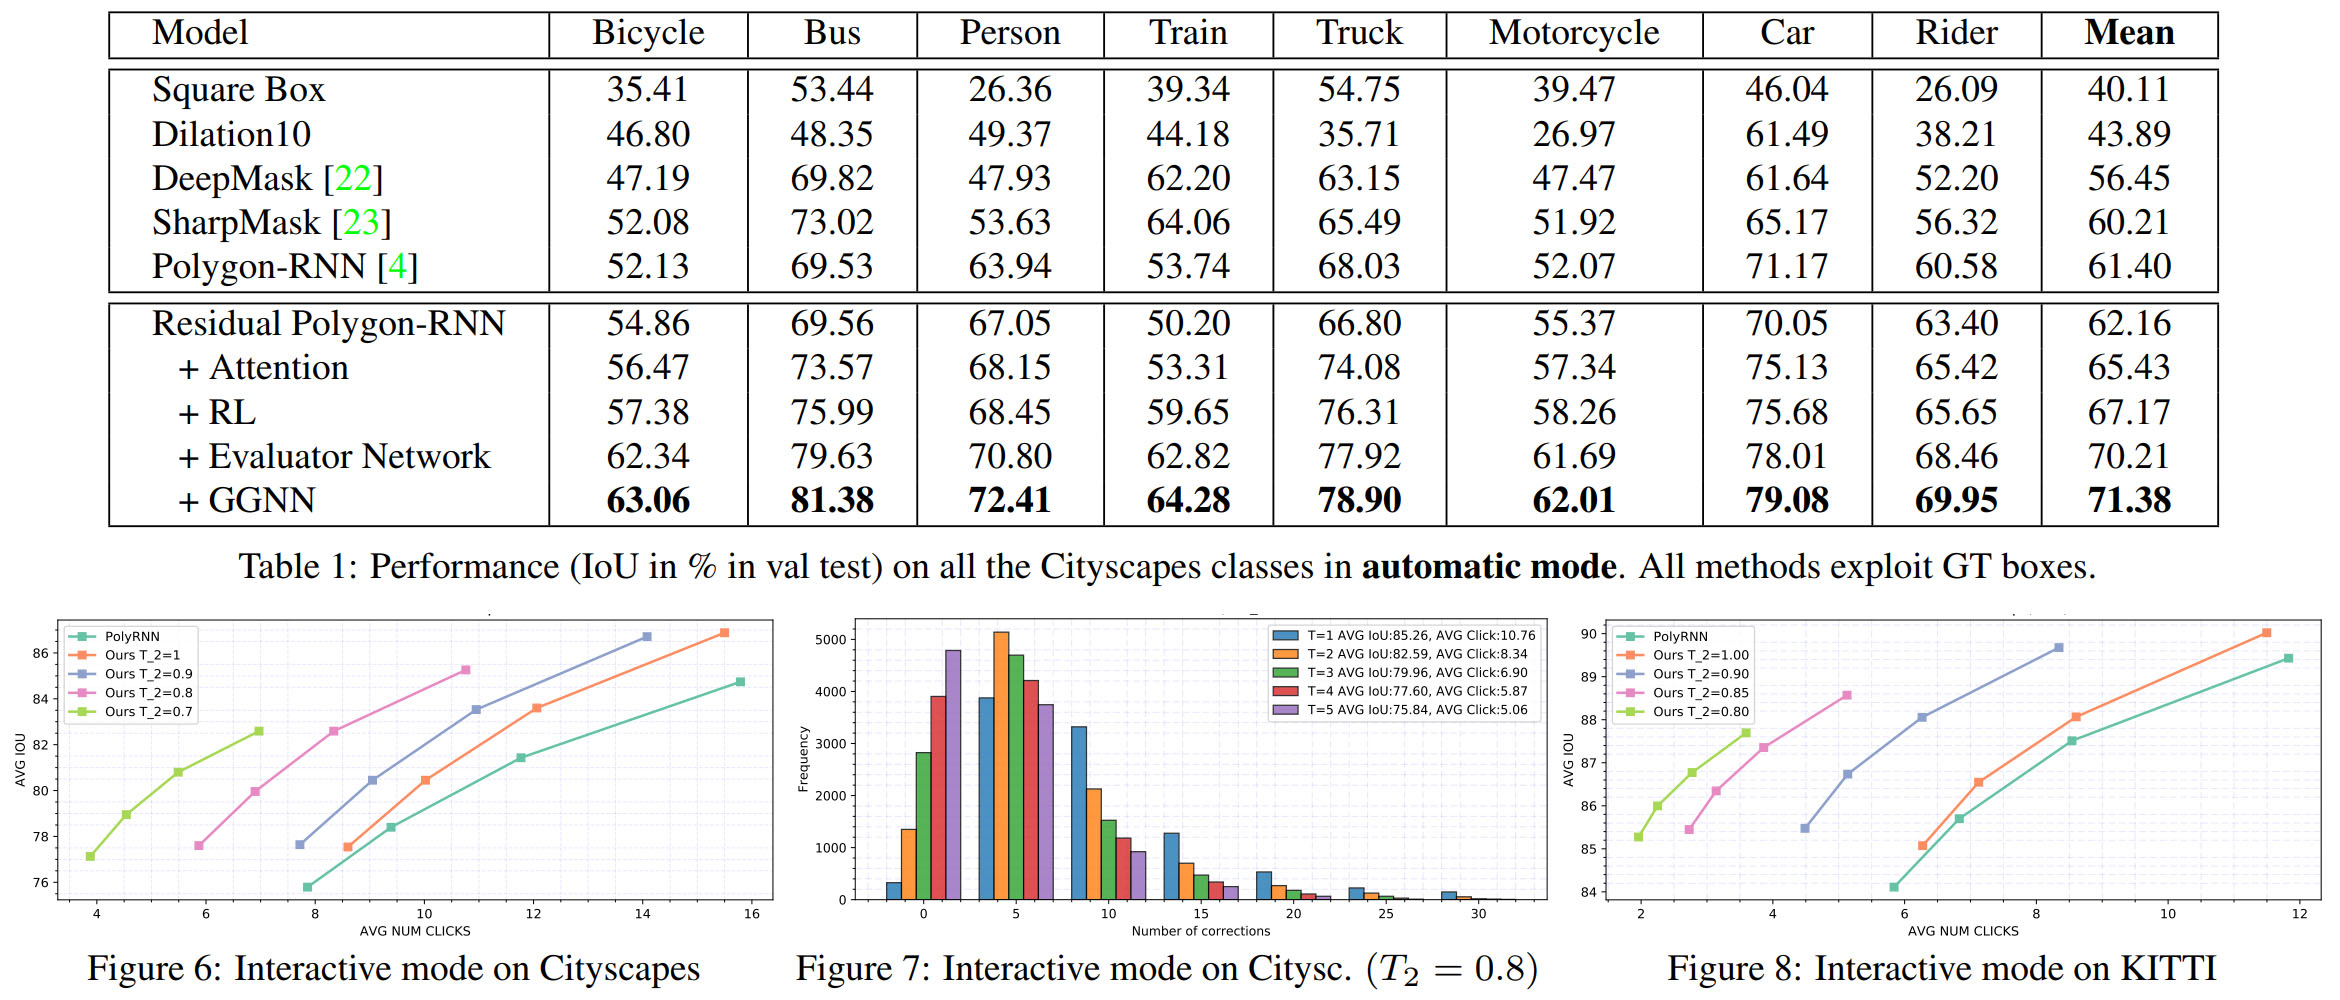 Model Bicycle Bus Person Train Truck Motorcycle Car Rider Mean
Square Box 35.41 53.44 26.36 39.34 54.75 39.47 46.04 26.09 40.11
Dilation10 46.80 48.35 49.37 44.18 35.71 26.97 61.49 38.21 43.89
DeepMask [22] 47.19 69.82 47.93 62.20 63.15 47.47 61.64 52.20 56.45
SharpMask [23] 52.08 73.02 53.63 64.06 65.49 51.92 65.17 56.32 60.21
Polygon-RNN [4] 52.13 69.53 63.94 53.74 68.03 52.07 71.17 60.58 61.40
Residual Polygon-RNN 54.86 69.56 67.05 50.20 66.80 55.37 70.05 63.40 62.16
+ Attention 56.47 73.57 68.15 53.31 74.08 57.34 75.13 65.42 65.43
+ RL 57.38 75.99 68.45 59.65 76.31 58.26 75.68 65.65 67.17
+ Evaluator Network 62.34 79.63 70.80 62.82 77.92 61.69 78.01 68.46 70.21
+ GGNN 63.06 81.38 72.41 64.28 78.90 62.01 79.08 69.95 71.38
Table 1: Performance (IoU in % in val test) on all the Cityscapes classes in automatic mode. All methods exploit GT boxes.
PolyRNN
Ours T_2=1
Ours T_2=0.9
Ours T_2=0.8
Ours T_2=0.7
AVG IOU
86
84
82
80
78
76
4 6 8 10 12 14 16
AVG NUM CLICKS
Figure 6: Interactive mode on Cityscapes
T=1 AVG IoU:85.26, AVG Click:10.76
T=2 AVG IoU:82.59, AVG Click:8.34
T=3 AVG IoU:79.96, AVG Click:6.90
T=4 AVG IoU:77.60, AVG Click:5.87
T=5 AVG IoU:75.84, AVG Click:5.06
Frequency
5000
4000
3000
2000
1000
0
0 5 10 15 20 25 30
Number of corrections
Figure 7: Interactive mode on Citysc. (T2 = 0.8)
PolyRNN
Ours T_2=1.00
Ours T_2=0.90
Ours T_2=0.85
Ours T_2=0.80
AVG IOU
90
89
88
87
86
85
84
2 4 6 8 10 12
AVG NUM CLICKS
Figure 8: Interactive mode on KITTI